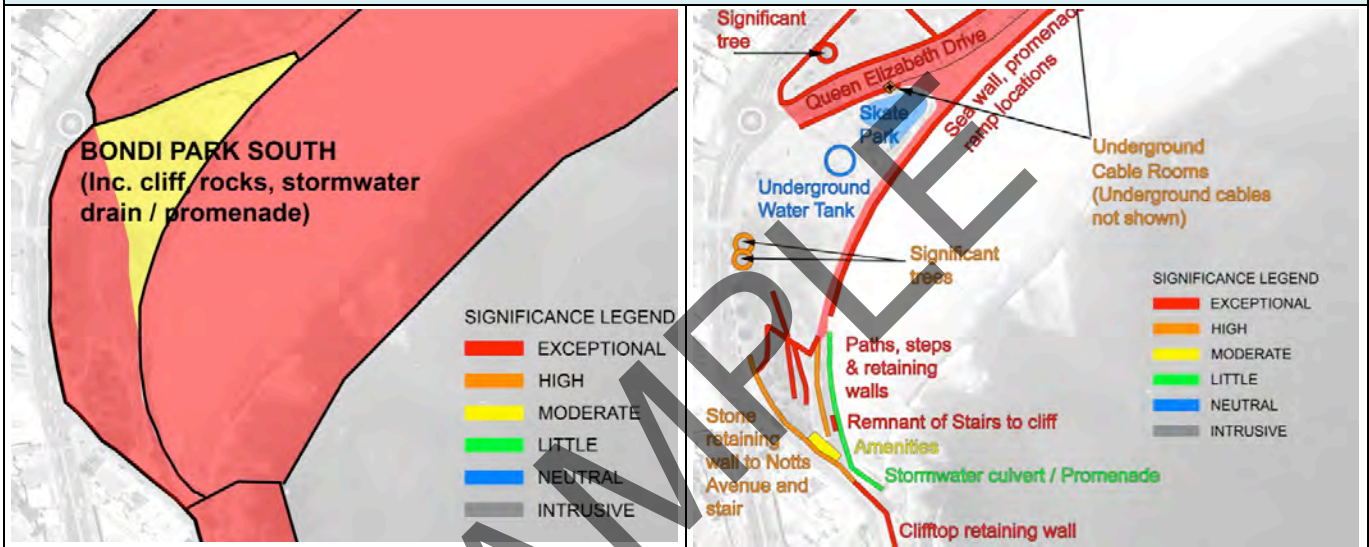 BONDI PARK SOUTH
(Inc. cliff, rocks, stormwater
drain / promenade)
SIGNIFICANCE LEGEND
EXCEPTIONAL
HIGH
MODERATE
LITTLE
NEUTRAL
INTRUSIVE
Significant
tree
Queen Elizabeth Drive
Sea wall, promenade
ramp locations
Skate
Park
Underground
Water Tank
Underground
Cable Rooms
(Underground cables
not shown)
Significant
trees
SIGNIFICANCE LEGEND
EXCEPTIONAL
HIGH
MODERATE
LITTLE
NEUTRAL
INTRUSIVE
Paths, steps
& retaining
walls
Remnant of Stairs to cliff
Amenities
Stone
retaining
wall to Notts
Avenue and
stair
Stormwater culvert / Promenade
Clifftop retaining wall
AMPLE